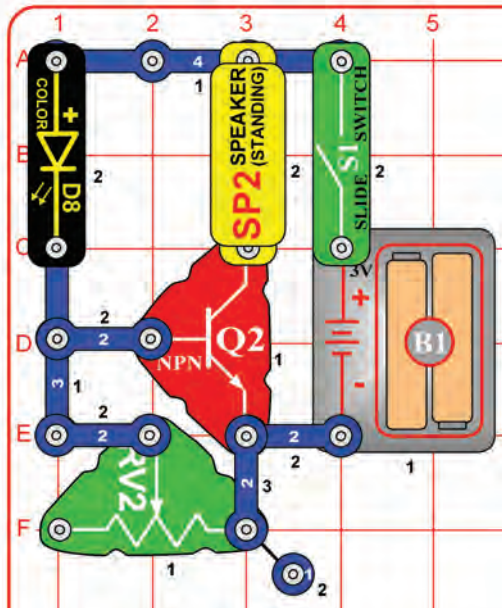 1 2 3 4 5
A
4
1
COLOR
+
D8
2
SP2
SPEAKER
(STANDING)
2
S1
SLIDE SWITCH
2
B
C
3V
+
-
B1
1
D
2
2
NPN
Q2
1
3
1
E
2
2
2
2
RV2
2
3
F
1
1
2